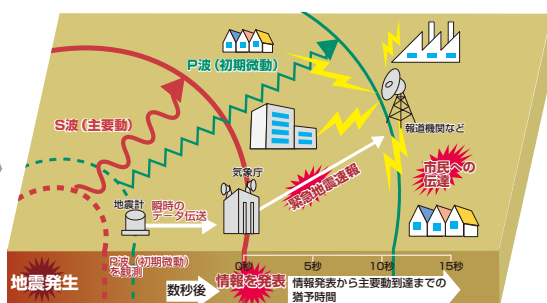 P波（初期微動）
S波（主要動）
報道機関など
気象庁
市民への
伝達
緊急地震速報
地震計
瞬時の
データ伝送
P波（初期微動）
を観測
0秒
5秒
10秒
15秒
地震発生
数秒後
情報を発表
情報発表から主要動到達までの
猶予時間